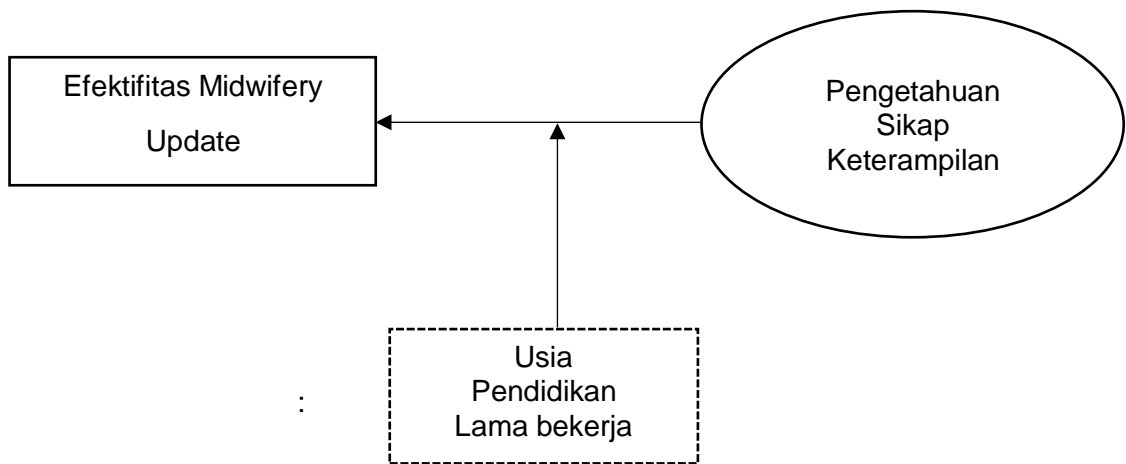 Efektifitas Midwifery
Update
Pengetahuan
Sikap
Keterampilan
Usia
Pendidikan
Lama bekerja
: